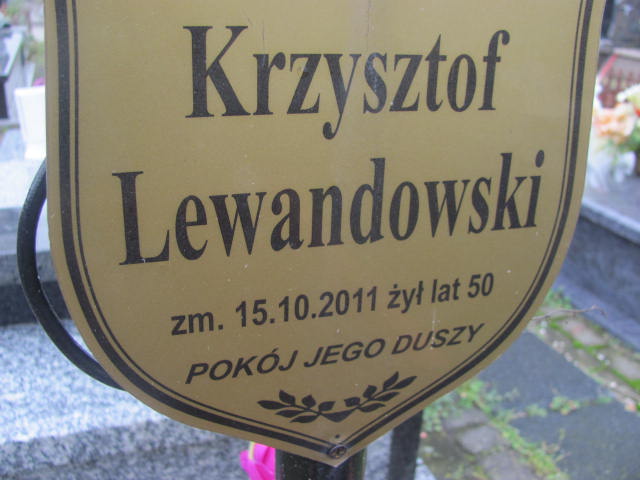 Krzysztof
Lewandowski
zm. 15.10.2011 żył lat 50
POKÓJ JEGO DUSZY